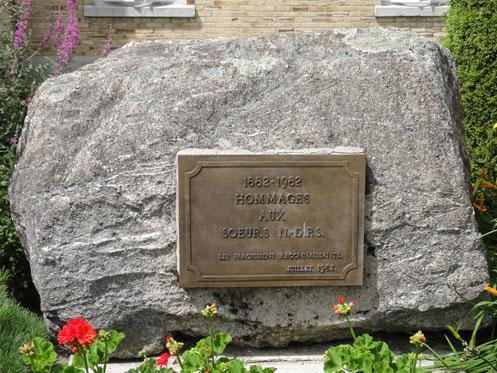 1882-1982
HOMMAGES
AUX
SOEURS N.-D.P.S.
LES PAROISSIENS RECONNAISSANTS.
JUILLET 1982.